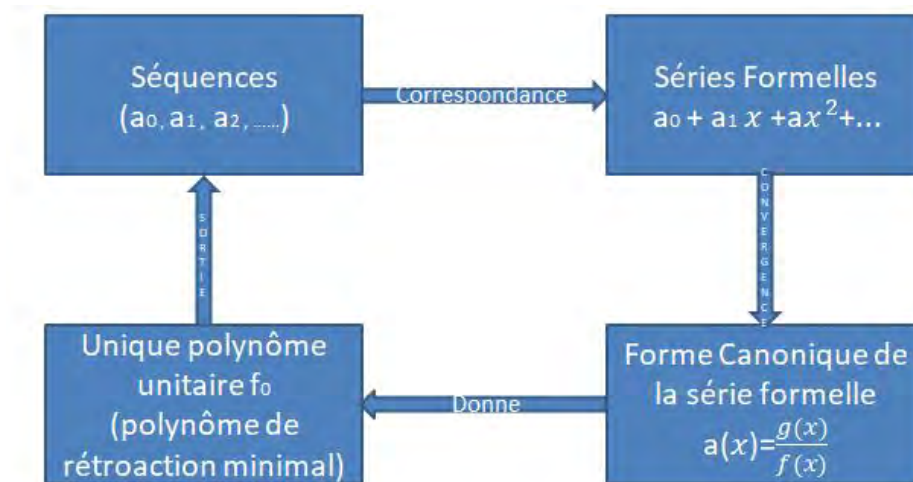 Séquences
(a₀, a₁, a₂, ......)
Correspondance
Séries Formelles
a₀ + a₁ x + ax² + ...
CONVERGENCE
Forme Canonique de
la série formelle
a(x)=g(x)/f(x)
Donne
Unique polynôme
unitaire f₀
(polynôme de
rétroaction minimal)
SORTIE